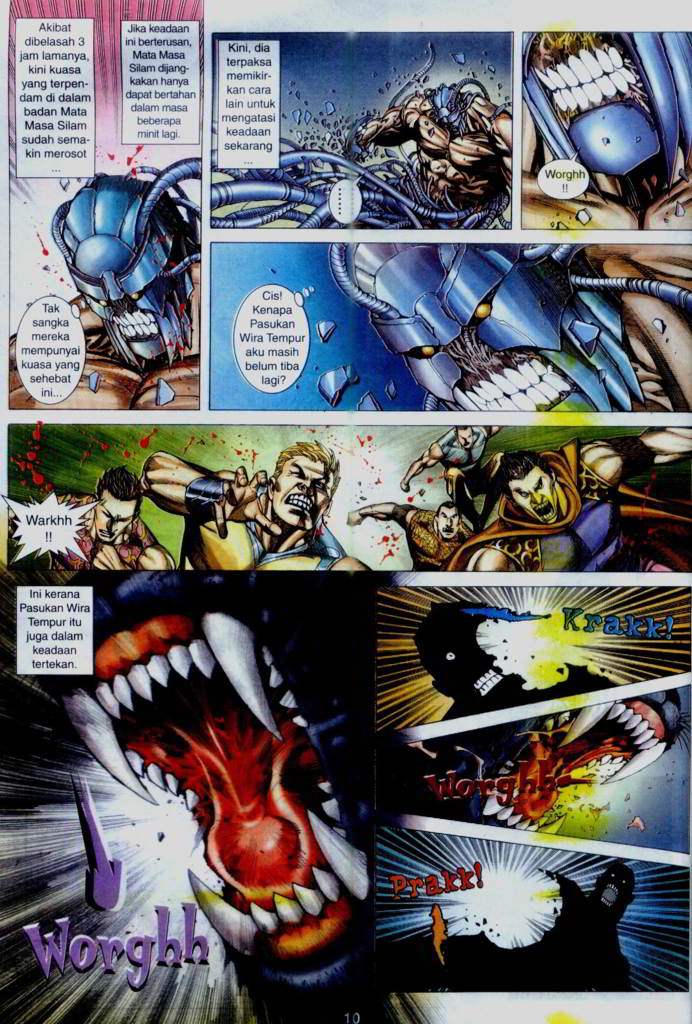 Akibat
dibelasah 3
jam lamanya,
kini kuasa
yang terpen-
dam di dalam
badan Mata
Masa Silam
sudah sema-
kin merosot
...
Jika keadaan
ini berterusan,
Mata Masa
Silam dijang-
kakan hanya
dapat bertahan
dalam masa
beberapa
minit lagi.
Tak
sangka
mereka
mempunyai
kuasa yang
sehebat
ini...
Kini, dia
terpaksa
memikir-
kan cara
lain untuk
mengatasi
keadaan
sekarang
...
......
Worghh
!!
Cis!
Kenapa
Pasukan
Wira Tempur
aku masih
belum tiba
lagi?
Warkhh
!!
Ini kerana
Pasukan Wira
Tempur itu
juga dalam
keadaan
tertekan.
Worghh
Krakk!
Worghh
Prakk!
10